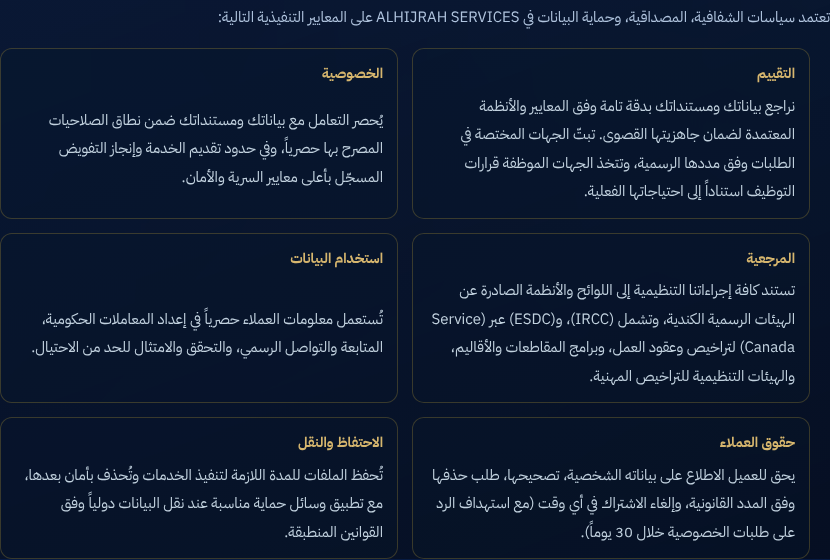 تعتمد سياسات الشفافية، المصداقية، وحماية البيانات في ALHIJRAH SERVICES على المعايير التنفيذية التالية:
التقييم
نراجع بياناتك ومستنداتك بدقة تامة وفق المعايير والأنظمة
المعتمدة لضمان جاهزيتها القصوى. تبتّ الجهات المختصة في
الطلبات وفق مددها الرسمية، وتتخذ الجهات الموظفة قرارات
التوظيف استناداً إلى احتياجاتها الفعلية.
الخصوصية
يُحصر التعامل مع بياناتك ومستنداتك ضمن نطاق الصلاحيات
المصرح بها حصرياً، وفي حدود تقديم الخدمة وإنجاز التفويض
المسجّل بأعلى معايير السرية والأمان.
المرجعية
تستند كافة إجراءاتنا التنظيمية إلى اللوائح والأنظمة الصادرة عن
الهيئات الرسمية الكندية، وتشمل (IRCC)، و(ESDC) عبر (Service
Canada) لتراخيص وعقود العمل، وبرامج المقاطعات والأقاليم،
والهيئات التنظيمية للتراخيص المهنية.
استخدام البيانات
تُستعمل معلومات العملاء حصرياً في إعداد المعاملات الحكومية،
المتابعة والتواصل الرسمي، والتحقق والامتثال للحد من الاحتيال.
حقوق العملاء
يحق للعميل الاطلاع على بياناته الشخصية، تصحيحها، طلب حذفها
وفق المدد القانونية، وإلغاء الاشتراك في أي وقت (مع استهداف الرد
على طلبات الخصوصية خلال 30 يوماً).
الاحتفاظ والنقل
تُحفظ الملفات للمدة اللازمة لتنفيذ الخدمات وتُحذف بأمان بعدها،
مع تطبيق وسائل حماية مناسبة عند نقل البيانات دولياً وفق
القوانين المنطبقة.